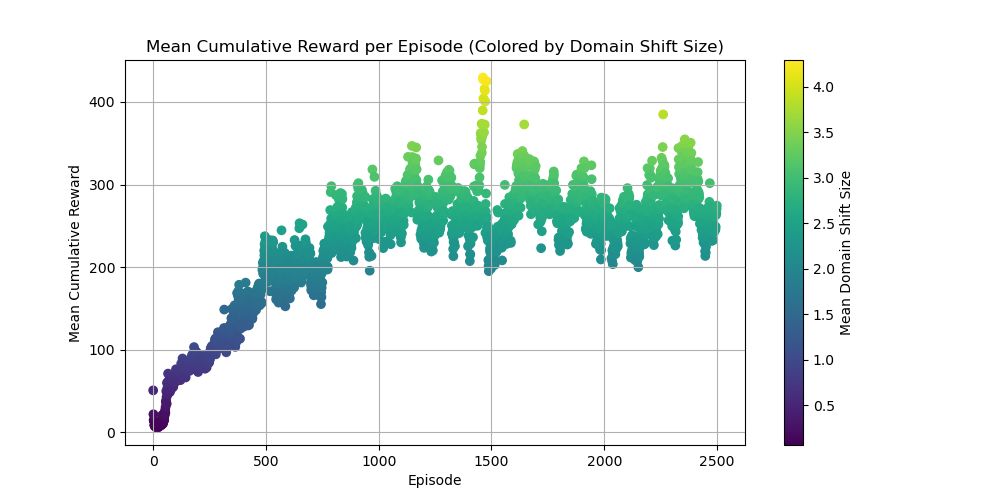 Mean Cumulative Reward per Episode (Colored by Domain Shift Size)
Mean Cumulative Reward
400
300
200
100
0
0 500 1000 1500 2000 2500
Episode
4.0
3.5
3.0
2.5
2.0
1.5
1.0
0.5
Mean Domain Shift Size